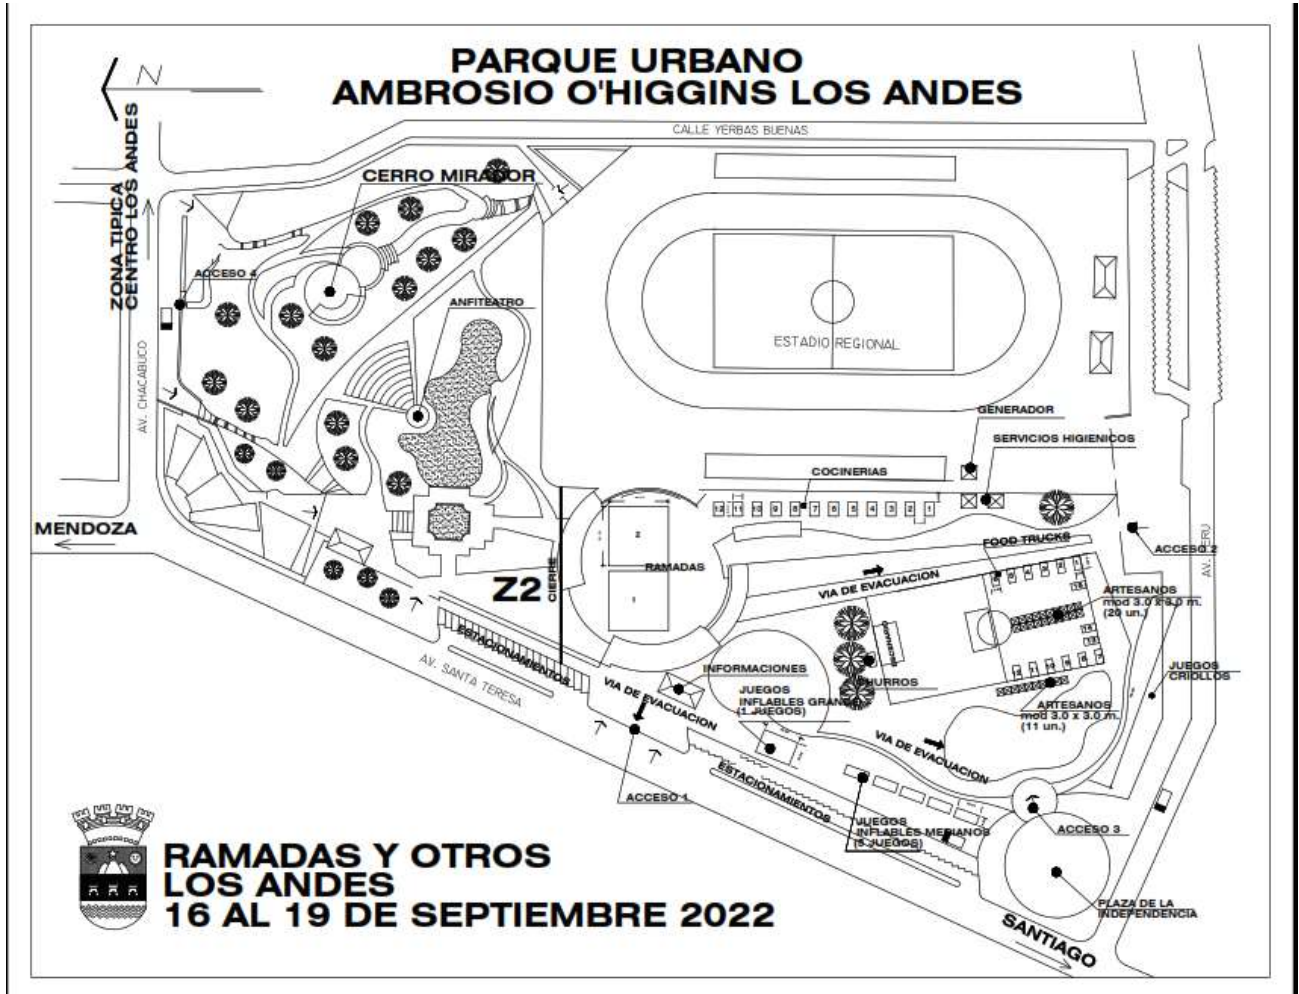 PARQUE URBANO
AMBROSIO O'HIGGINS LOS ANDES
N
ZONA TIPICA
CENTRO LOS ANDES
CALLE YERBAS BUENAS
CERRO MIRADOR
ACCESO 4
ANFITEATRO
AV. CHACABUCO
ESTADIO REGIONAL
GENERADOR
SERVICIOS HIGIENICOS
COCINERIAS
12 11 10 9 8 7 6 5 4 3 2 1
MENDOZA
2
RAMADAS
1
Z2
CIERRE
FOOD TRUCKS
ACCESO 2
AV. PERU
VIA DE EVACUACION
ARTESANOS
mod 3.0 x 3.0 m.
(20 un.)
ESCENARIO
CHURROS
JUEGOS
CRIOLLOS
ESTACIONAMIENTOS
AV. SANTA TERESA
INFORMACIONES
VIA DE EVACUACION
JUEGOS
INFLABLES GRANDE
(1 JUEGOS)
ARTESANOS
mod 3.0 x 3.0 m.
(11 un.)
VIA DE EVACUACION
ESTACIONAMIENTOS
ACCESO 1
JUEGOS
INFLABLES MEDIANOS
(5 JUEGOS)
ACCESO 3
PLAZA DE LA
INDEPENDENCIA
SANTIAGO
RAMADAS Y OTROS
LOS ANDES
16 AL 19 DE SEPTIEMBRE 2022